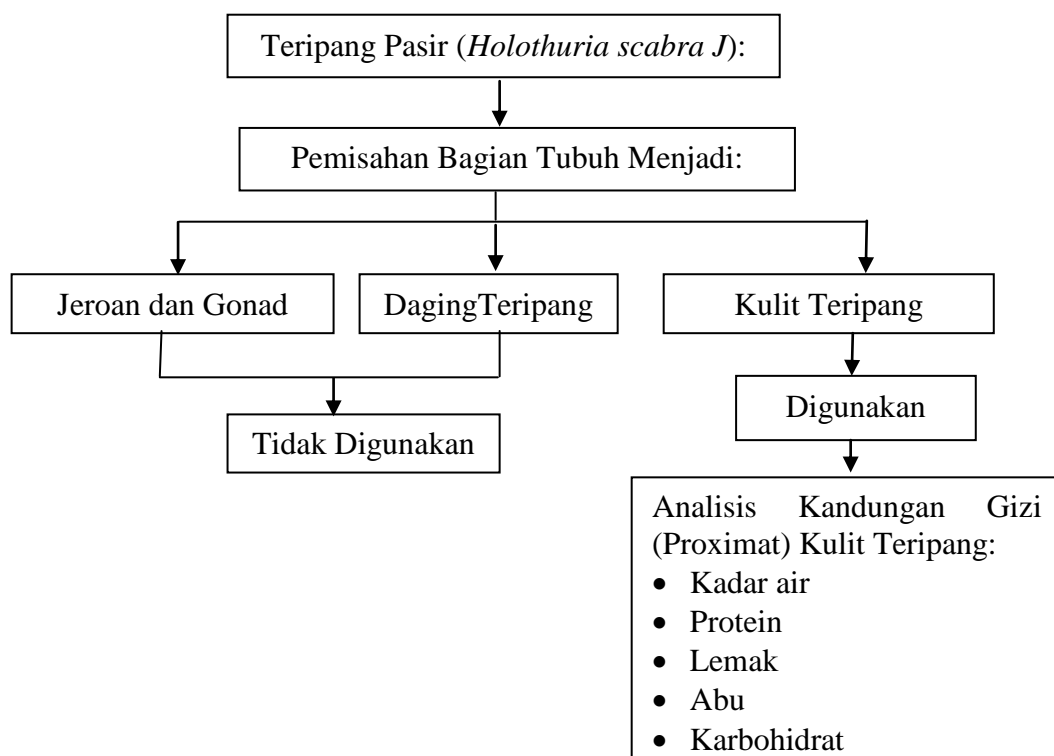 Teripang Pasir (Holothuria scabra J):
Pemisahan Bagian Tubuh Menjadi:
Jeroan dan Gonad
DagingTeripang
Kulit Teripang
Tidak Digunakan
Digunakan
Analisis Kandungan Gizi
(Proximat) Kulit Teripang:
• Kadar air
• Protein
• Lemak
• Abu
• Karbohidrat